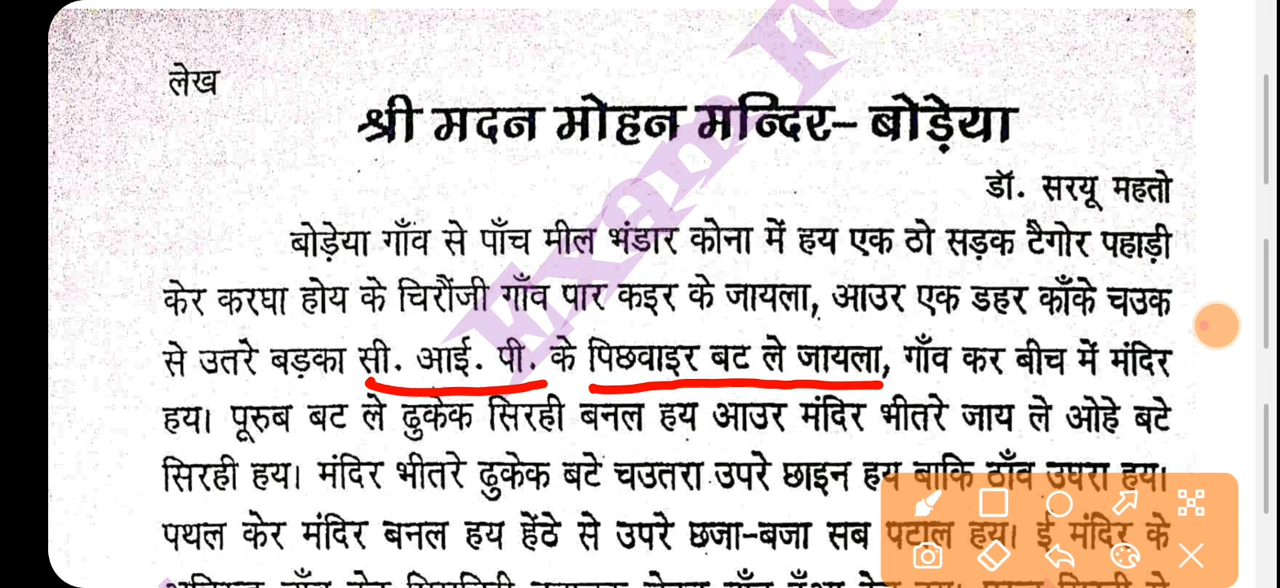 लेख
श्री मदन मोहन मन्दिर– बोड़ेया
डॉ. सरयू महतो
बोड़ेया गाँव से पाँच मील भंडार कोना में हय एक ठो सड़क टैगोर पहाड़ी
केर करघा होय के चिरौंजी गाँव पार कइर के जायला, आउर एक डहर काँके चउक
से उतरे बड़का सी. आई. पी. के पिछवाइर बट ले जायला, गाँव कर बीच में मंदिर
हय। पूरुब बट ले ढुकेक सिरही बनल हय आउर मंदिर भीतरे जाय ले ओहे बटे
सिरही हय। मंदिर भीतरे ढुकेक बटे चउतरा उपरे छाइन हय बाकि ठाँव उपरा हय।
पथल केर मंदिर बनल हय हेंठे से उपरे छजा-बजा सब पटाल हय। ई मंदिर के
Exam